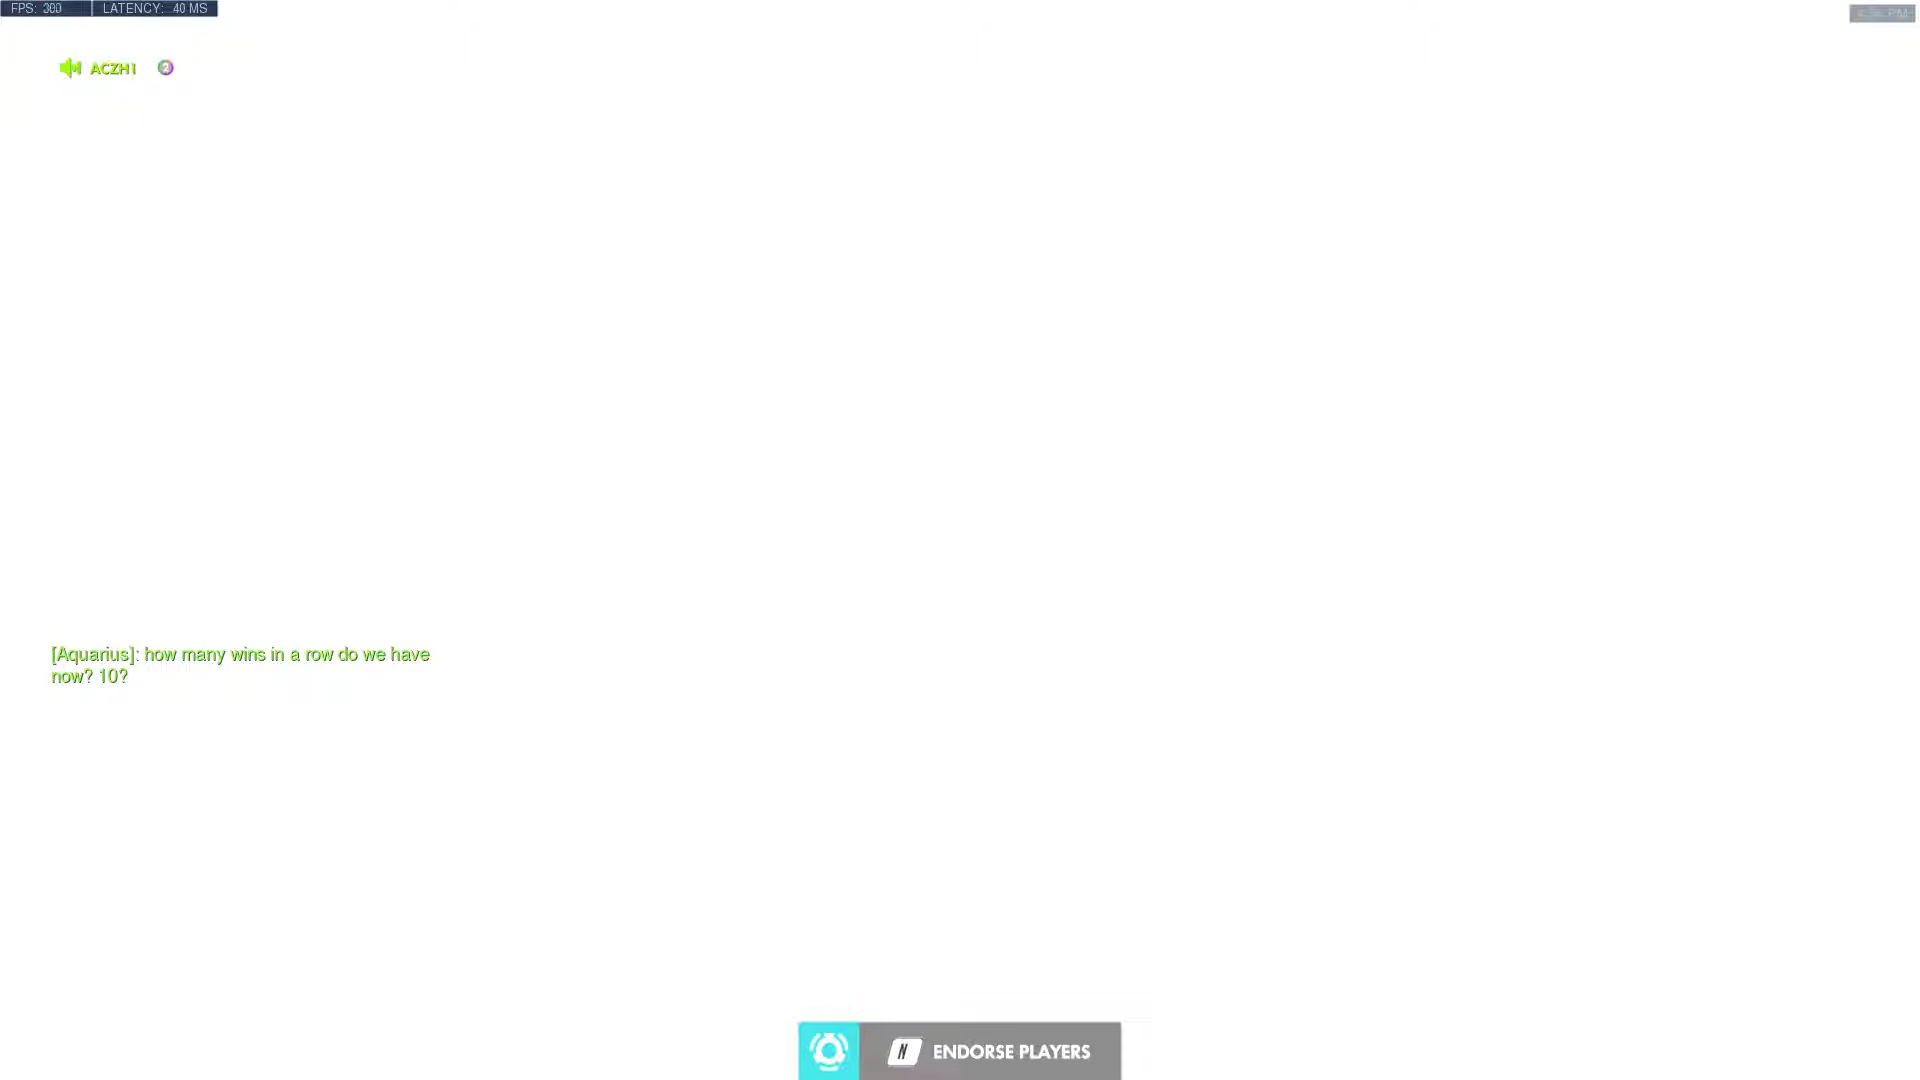 FPS: 300 LATENCY: 40 MS
ACZH1 2
[Aquarius]: how many wins in a row do we have
now? 10?
N ENDORSE PLAYERS